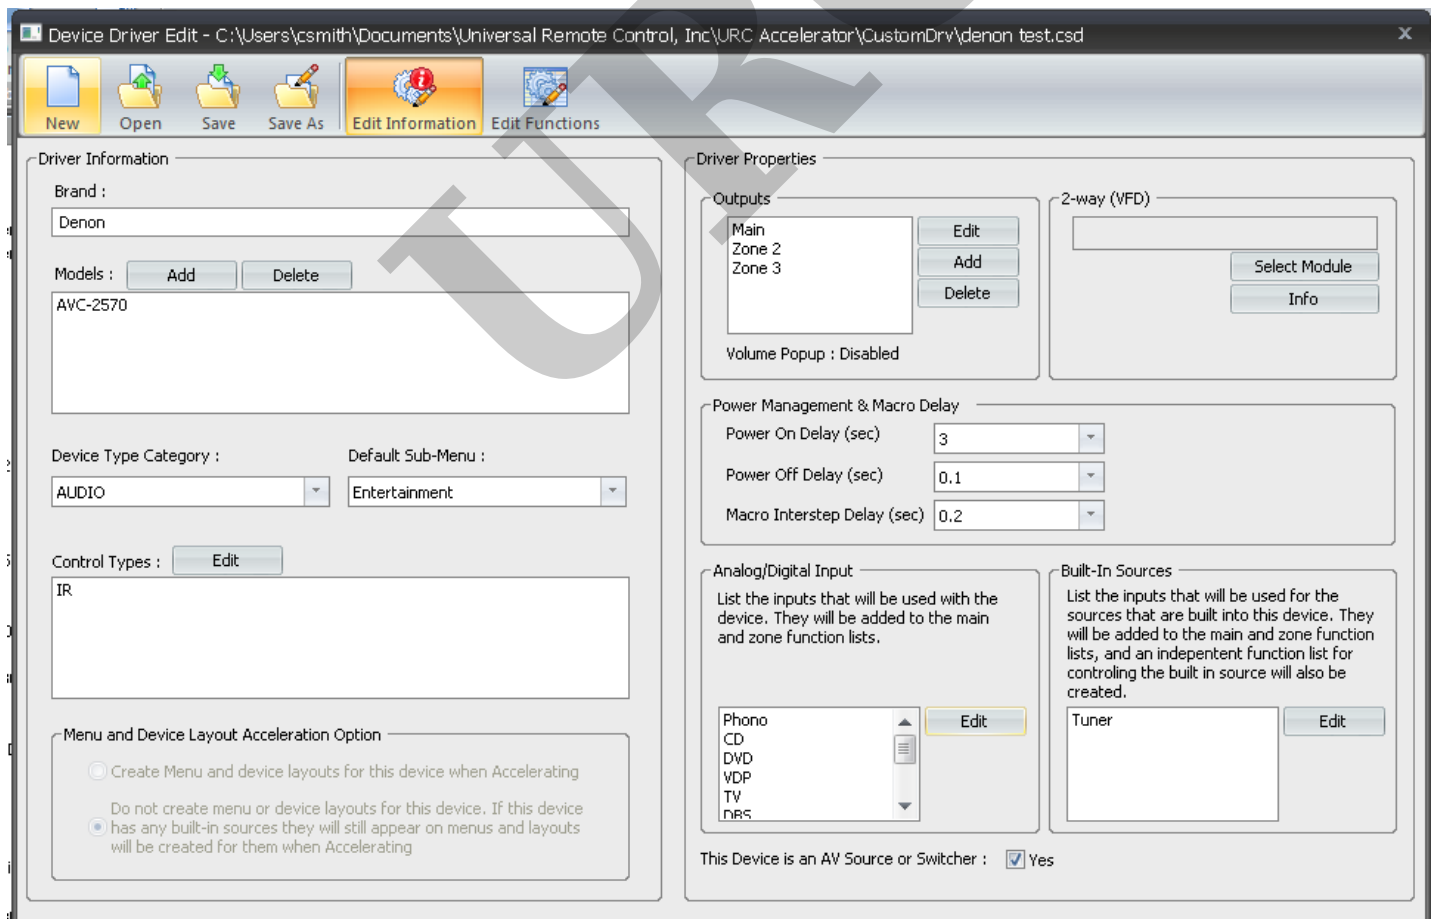 Device Driver Edit - C:\Users\csmith\Documents\Universal Remote Control, Inc\URC Accelerator\CustomDrv\denon test.csd
New Open Save Save As Edit Information Edit Functions
Driver Information
Brand :
Denon
Models : Add Delete
AVC-2570
Device Type Category : Default Sub-Menu :
AUDIO Entertainment
Control Types : Edit
IR
Menu and Device Layout Acceleration Option
Create Menu and device layouts for this device when Accelerating
Do not create menu or device layouts for this device. If this device
has any built-in sources they will still appear on menus and layouts
will be created for them when Accelerating
Driver Properties
Outputs
Main
Zone 2
Zone 3
Edit
Add
Delete
Volume Popup : Disabled
2-way (VFD)
Select Module
Info
Power Management & Macro Delay
Power On Delay (sec) 3
Power Off Delay (sec) 0.1
Macro Interstep Delay (sec) 0.2
Analog/Digital Input
List the inputs that will be used with the
device. They will be added to the main
and zone function lists.
Phono
CD
DVD
VDP
TV
DBS
Edit
Built-In Sources
List the inputs that will be used for the
sources that are built into this device. They
will be added to the main and zone function
lists, and an indepentent function list for
controling the built in source will also be
created.
Tuner
Edit
This Device is an AV Source or Switcher : Yes
UR